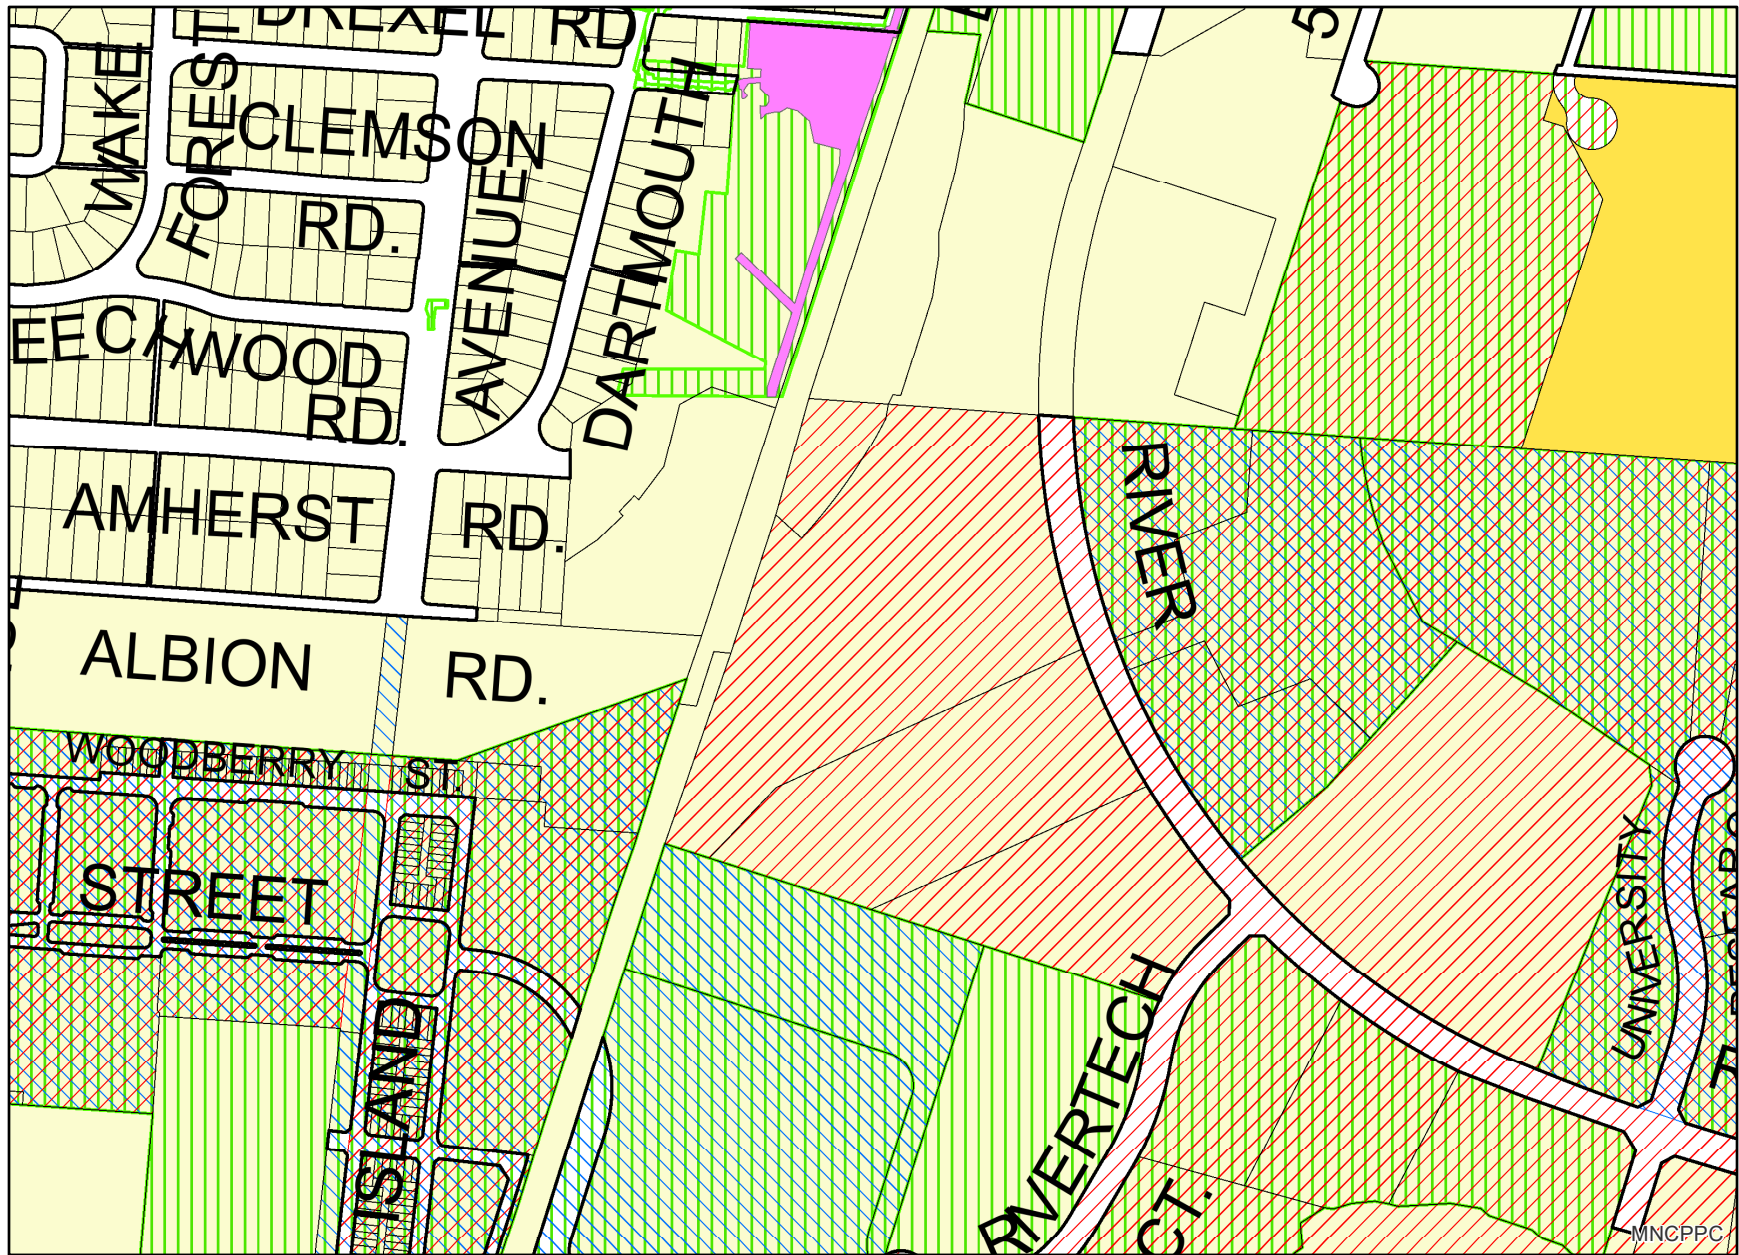 DREXEL RD.
5
WAKE
FOREST
CLEMSON
RD.
AVENUE
DARTMOUTH
EECHWOOD
RD.
RIVER
AMHERST RD.
ALBION RD.
WOODBERRY ST.
STREET
ISLAND
UNIVERSITY
RIVERTECH
CT.
MNCPPC